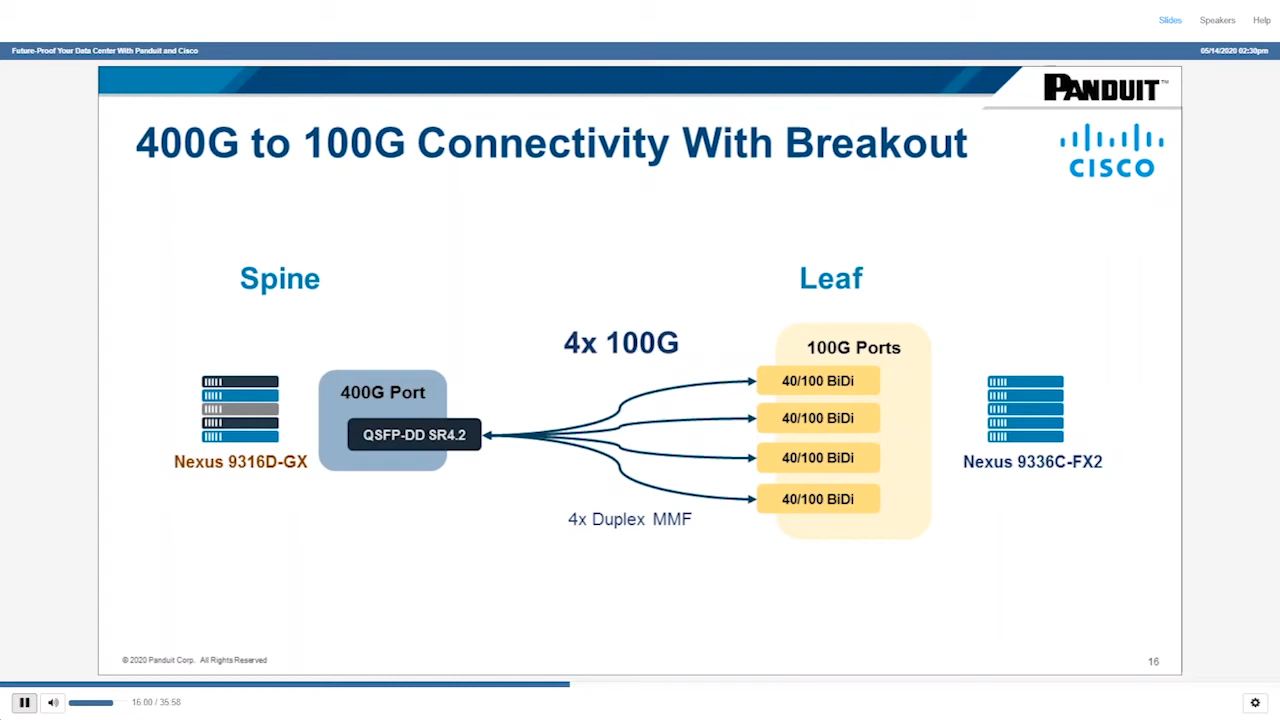 Slides Speakers Help
Future-Proof Your Data Center With Panduit and Cisco 05/14/2020 02:30pm
PANDUIT™
400G to 100G Connectivity With Breakout
CISCO
Spine Leaf
4x 100G
100G Ports
400G Port
40/100 BiDi
40/100 BiDi
QSFP-DD SR4.2
40/100 BiDi
40/100 BiDi
Nexus 9316D-GX
Nexus 9336C-FX2
4x Duplex MMF
© 2020 Panduit Corp. All Rights Reserved
16
16:00 / 35:58